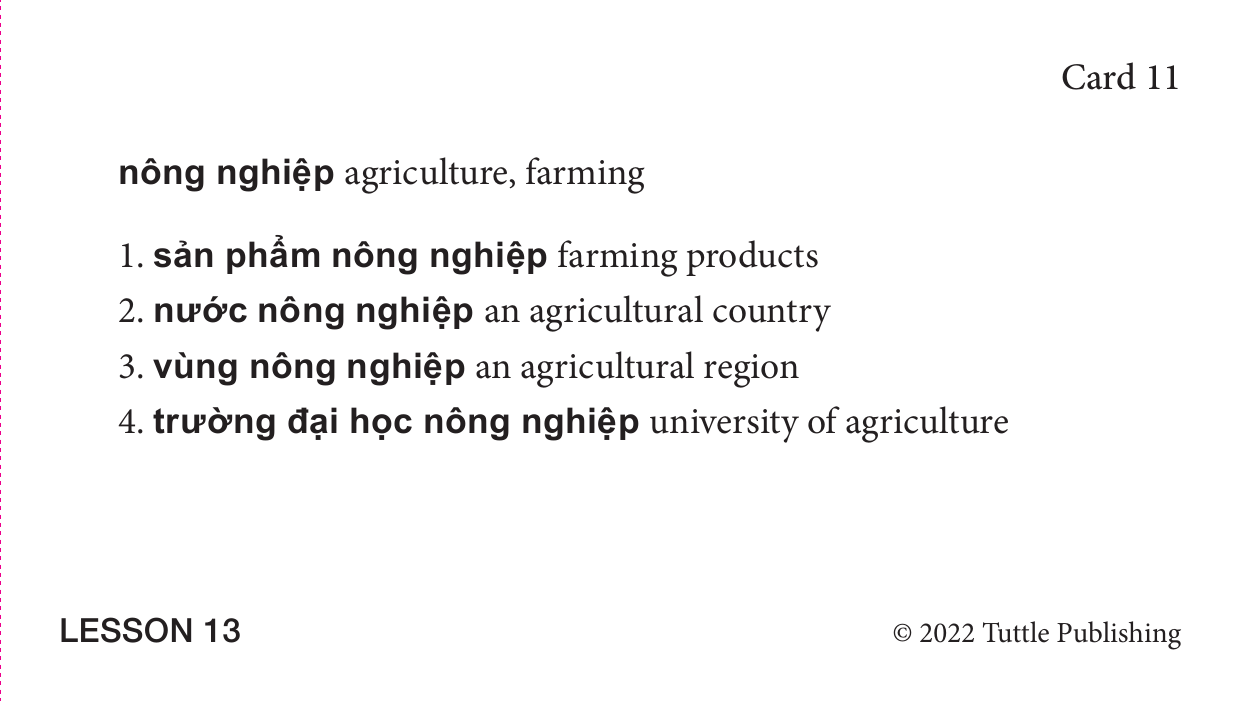 Card 11
nông nghiệp agriculture, farming
1. sản phẩm nông nghiệp farming products
2. nước nông nghiệp an agricultural country
3. vùng nông nghiệp an agricultural region
4. trường đại học nông nghiệp university of agriculture
LESSON 13
© 2022 Tuttle Publishing